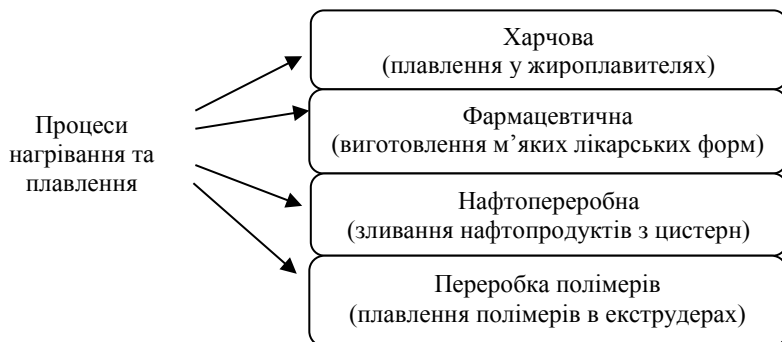 Процеси
нагрівання та
плавлення
Харчова
(плавлення у жироплавителях)
Фармацевтична
(виготовлення м’яких лікарських форм)
Нафтопереробна
(зливання нафтопродуктів з цистерн)
Переробка полімерів
(плавлення полімерів в екструдерах)